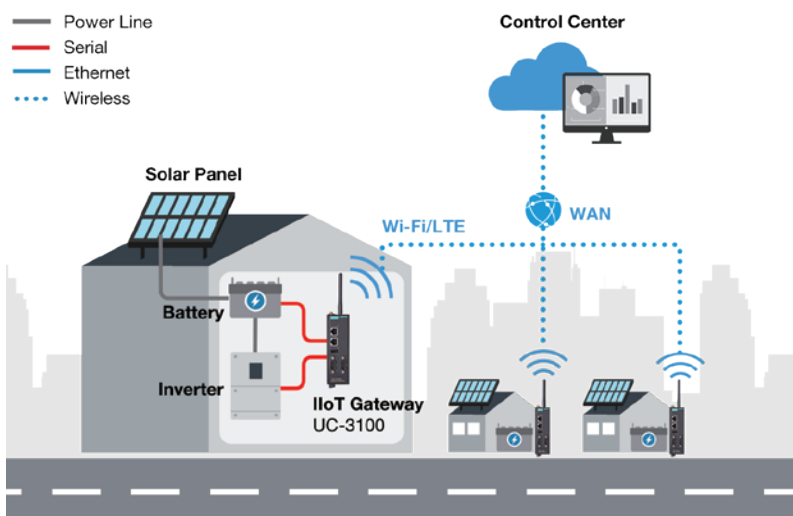 Power Line
Serial
Ethernet
Wireless
Control Center
Solar Panel
Wi-Fi/LTE
WAN
Battery
Inverter
IIoT Gateway
UC-3100